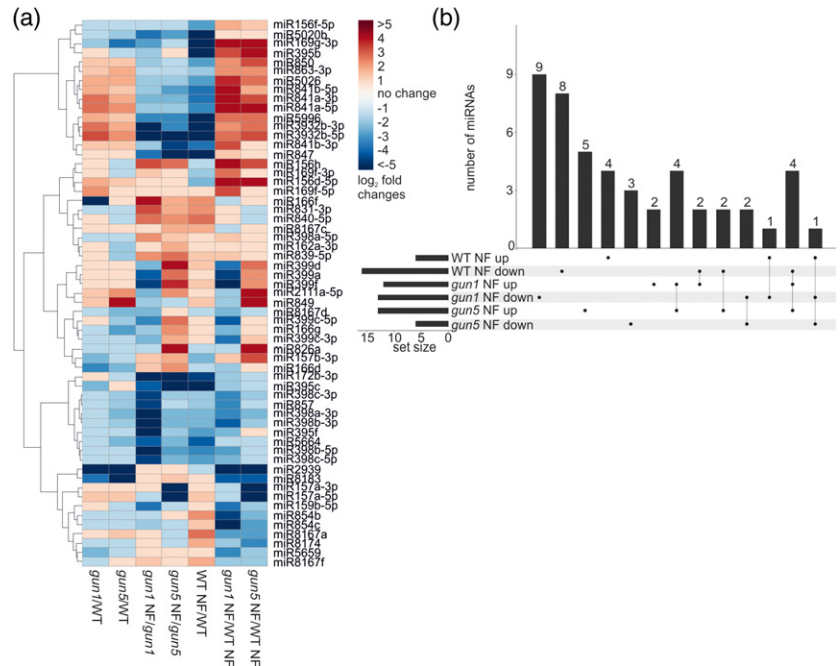 (a)
miR156f-5p
miR5020b
miR169g-3p
miR395b
miR850
miR863-3p
miR5026
miR841b-5p
miR841a-3p
miR841a-5p
miR5996
miR3932b-3p
miR3932b-5p
miR841b-3p
miR847
miR156h
miR169f-3p
miR156d-5p
miR169f-5p
miR166f
miR831-3p
miR840-5p
miR8167c
miR398a-5p
miR162a-3p
miR839-5p
miR399d
miR399a
miR399f
miR2111a-5p
miR849
miR8167d
miR399c-5p
miR166g
miR399c-3p
miR826a
miR157b-3p
miR166d
miR172b-3p
miR395c
miR398c-3p
miR857
miR398a-3p
miR398b-3p
miR395f
miR5664
miR398b-5p
miR398c-5p
miR2939
miR8183
miR157a-3p
miR157a-5p
miR159b-5p
miR854b
miR854c
miR8167a
miR8174
miR5659
miR8167f
gun1/WT
gun5/WT
gun1 NF/gun1
gun5 NF/gun5
WT NF/WT
gun1 NF/WT NF
gun5 NF/WT NF
>5
4
3
2
1
no change
-1
-2
-3
-4
<-5
log₂ fold
changes
(b)
number of miRNAs
9
6
3
0
9
8
5
4
3
2
4
2
2
2
1
4
1
WT NF up
WT NF down
gun1 NF up
gun1 NF down
gun5 NF up
gun5 NF down
15 10 5 0
set size